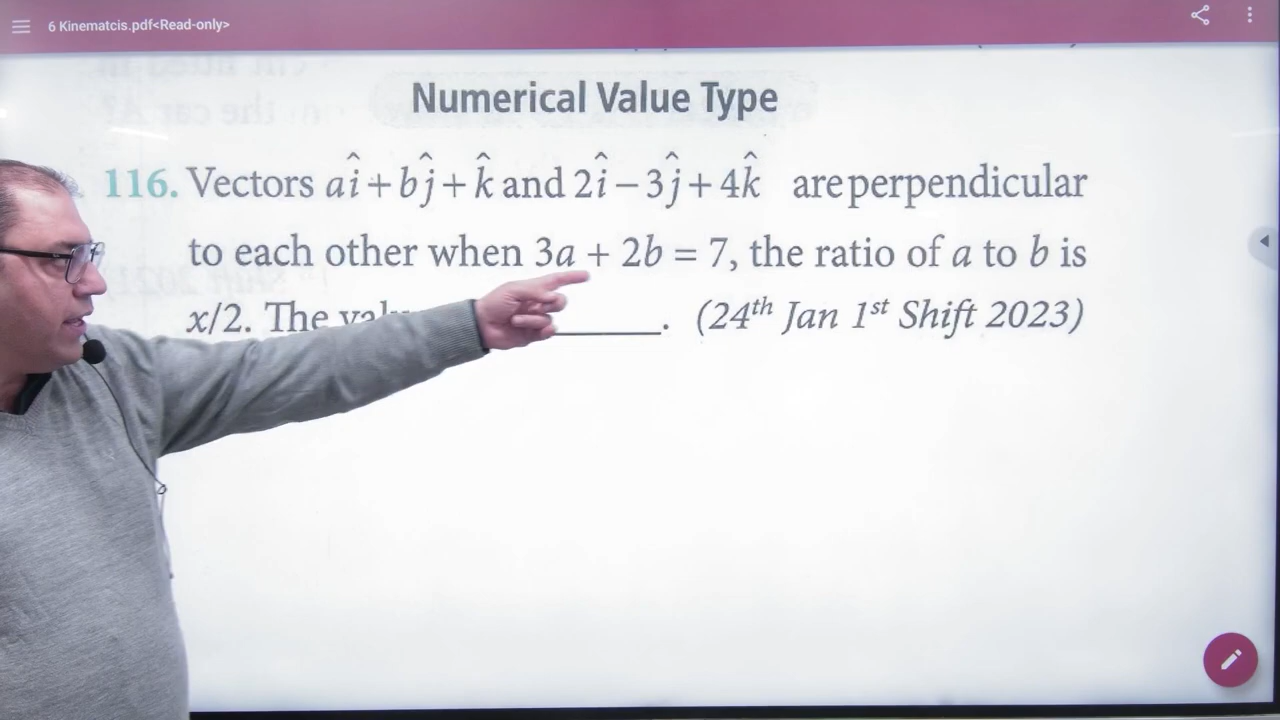 6 Kinematcis.pdf<Read-only>
Numerical Value Type
116. Vectors aî + bĵ + k̂ and 2î − 3ĵ + 4k̂ are perpendicular
to each other when 3a + 2b = 7, the ratio of a to b is
x/2. The ______. (24th Jan 1st Shift 2023)